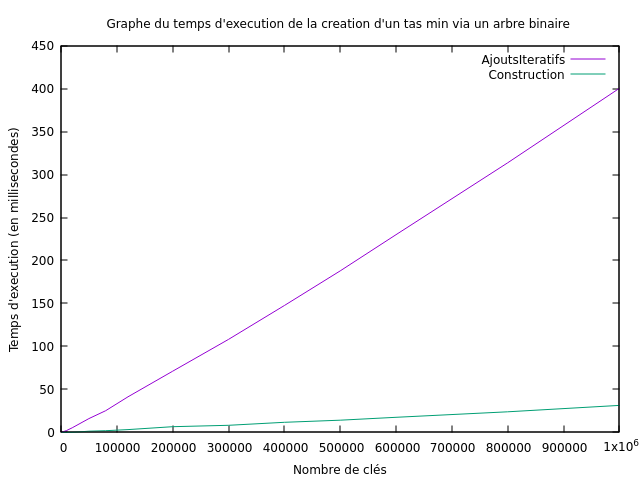 Graphe du temps d'execution de la creation d'un tas min via un arbre binaire
450
400
350
300
250
200
150
100
50
0
Temps d'execution (en millisecondes)
AjoutsIteratifs
Construction
0 100000 200000 300000 400000 500000 600000 700000 800000 900000 1x10⁶
Nombre de clés